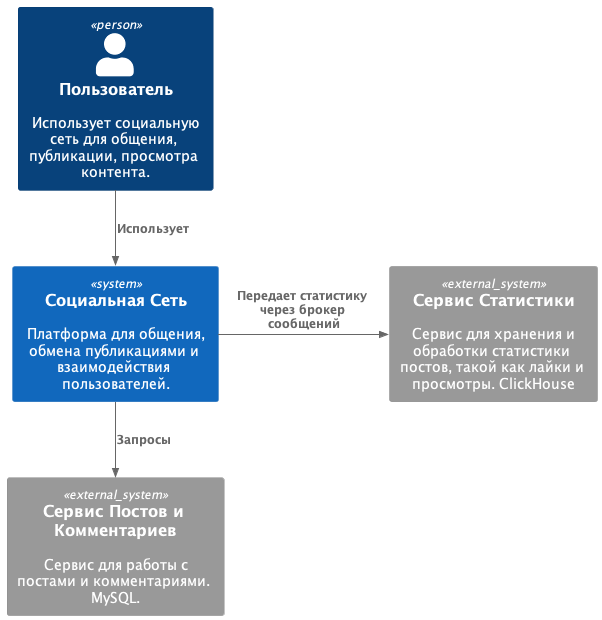 «person»
Пользователь
Использует социальную
сеть для общения,
публикации, просмотра
контента.
Использует
«system»
Социальная Сеть
Платформа для общения,
обмена публикациями и
взаимодействия
пользователей.
Передает статистику
через брокер
сообщений
«external_system»
Сервис Статистики
Сервис для хранения и
обработки статистики
постов, такой как лайки и
просмотры. ClickHouse
Запросы
«external_system»
Сервис Постов и
Комментариев
Сервис для работы с
постами и комментариями.
MySQL.